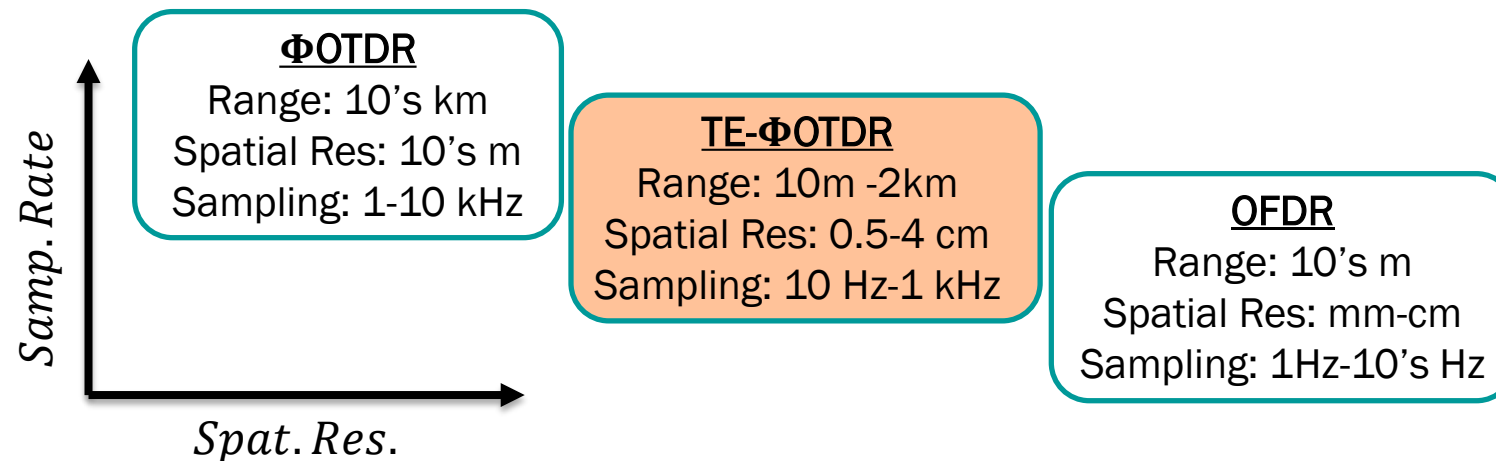 Samp. Rate
Spat. Res.
ΦOTDR
Range: 10’s km
Spatial Res: 10’s m
Sampling: 1-10 kHz
TE-ΦOTDR
Range: 10m -2km
Spatial Res: 0.5-4 cm
Sampling: 10 Hz-1 kHz
OFDR
Range: 10’s m
Spatial Res: mm-cm
Sampling: 1Hz-10’s Hz